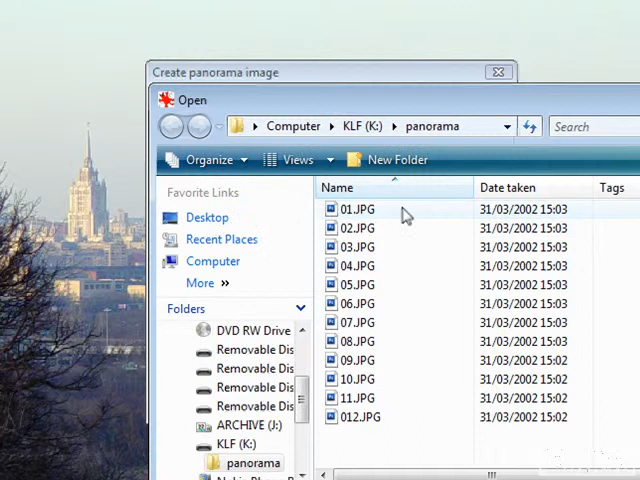 Create panorama image
Open
Computer KLF (K:) panorama Search
Organize Views New Folder
Favorite Links
Desktop
Recent Places
Computer
More »
Folders
DVD RW Drive
Removable Dis
Removable Dis
Removable Dis
Removable Dis
ARCHIVE (J:)
KLF (K:)
panorama
Name Date taken Tags
01.JPG 31/03/2002 15:03
02.JPG 31/03/2002 15:03
03.JPG 31/03/2002 15:03
04.JPG 31/03/2002 15:03
05.JPG 31/03/2002 15:03
06.JPG 31/03/2002 15:03
07.JPG 31/03/2002 15:03
08.JPG 31/03/2002 15:03
09.JPG 31/03/2002 15:02
10.JPG 31/03/2002 15:02
11.JPG 31/03/2002 15:02
012.JPG 31/03/2002 15:02